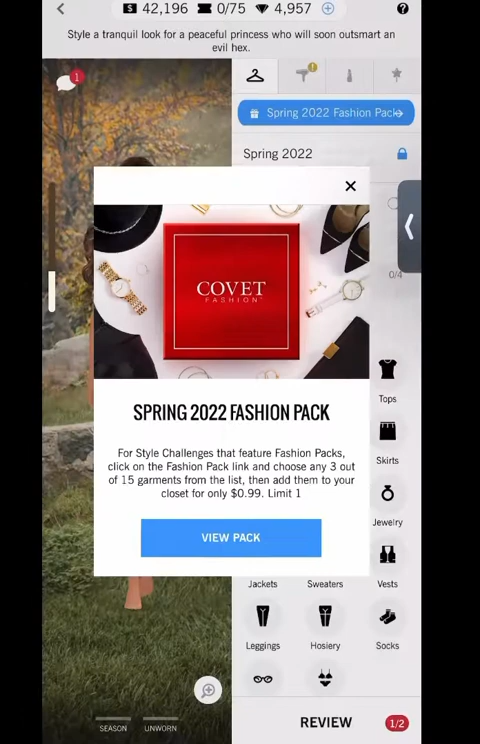 42,196 0/75 4,957
Style a tranquil look for a peaceful princess who will soon outsmart an
evil hex.
1
Spring 2022 Fashion Pack
Spring 2022
0/4
COVET
FASHION
SPRING 2022 FASHION PACK
For Style Challenges that feature Fashion Packs,
click on the Fashion Pack link and choose any 3 out
of 15 garments from the list, then add them to your
closet for only $0.99. Limit 1
VIEW PACK
Tops
Skirts
Jewelry
Jackets Sweaters Vests
Leggings Hosiery Socks
SEASON UNWORN
REVIEW 1/2